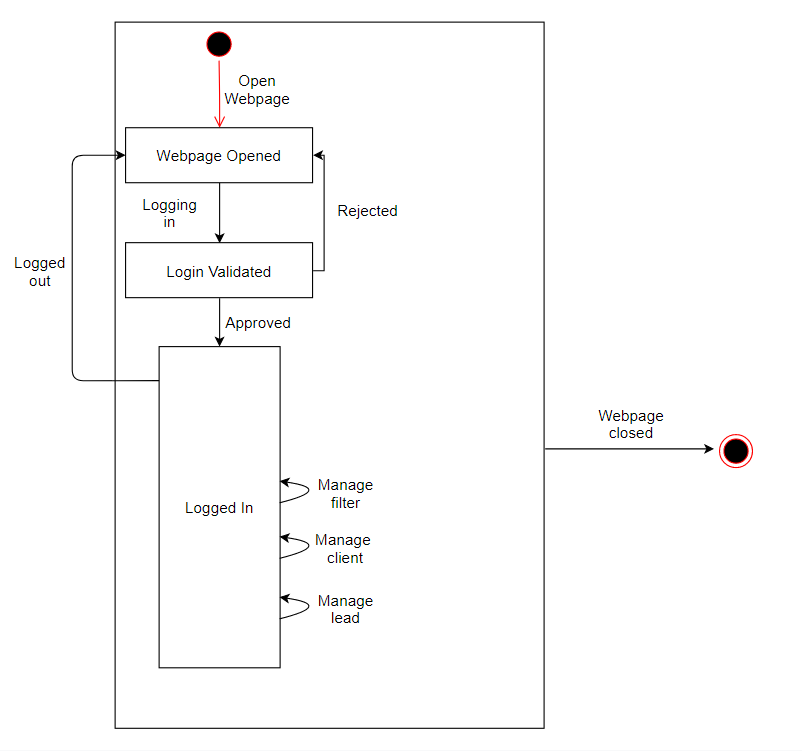 Open
Webpage
Webpage Opened
Logging
in
Rejected
Logged
out
Login Validated
Approved
Webpage
closed
Manage
filter
Logged In
Manage
client
Manage
lead